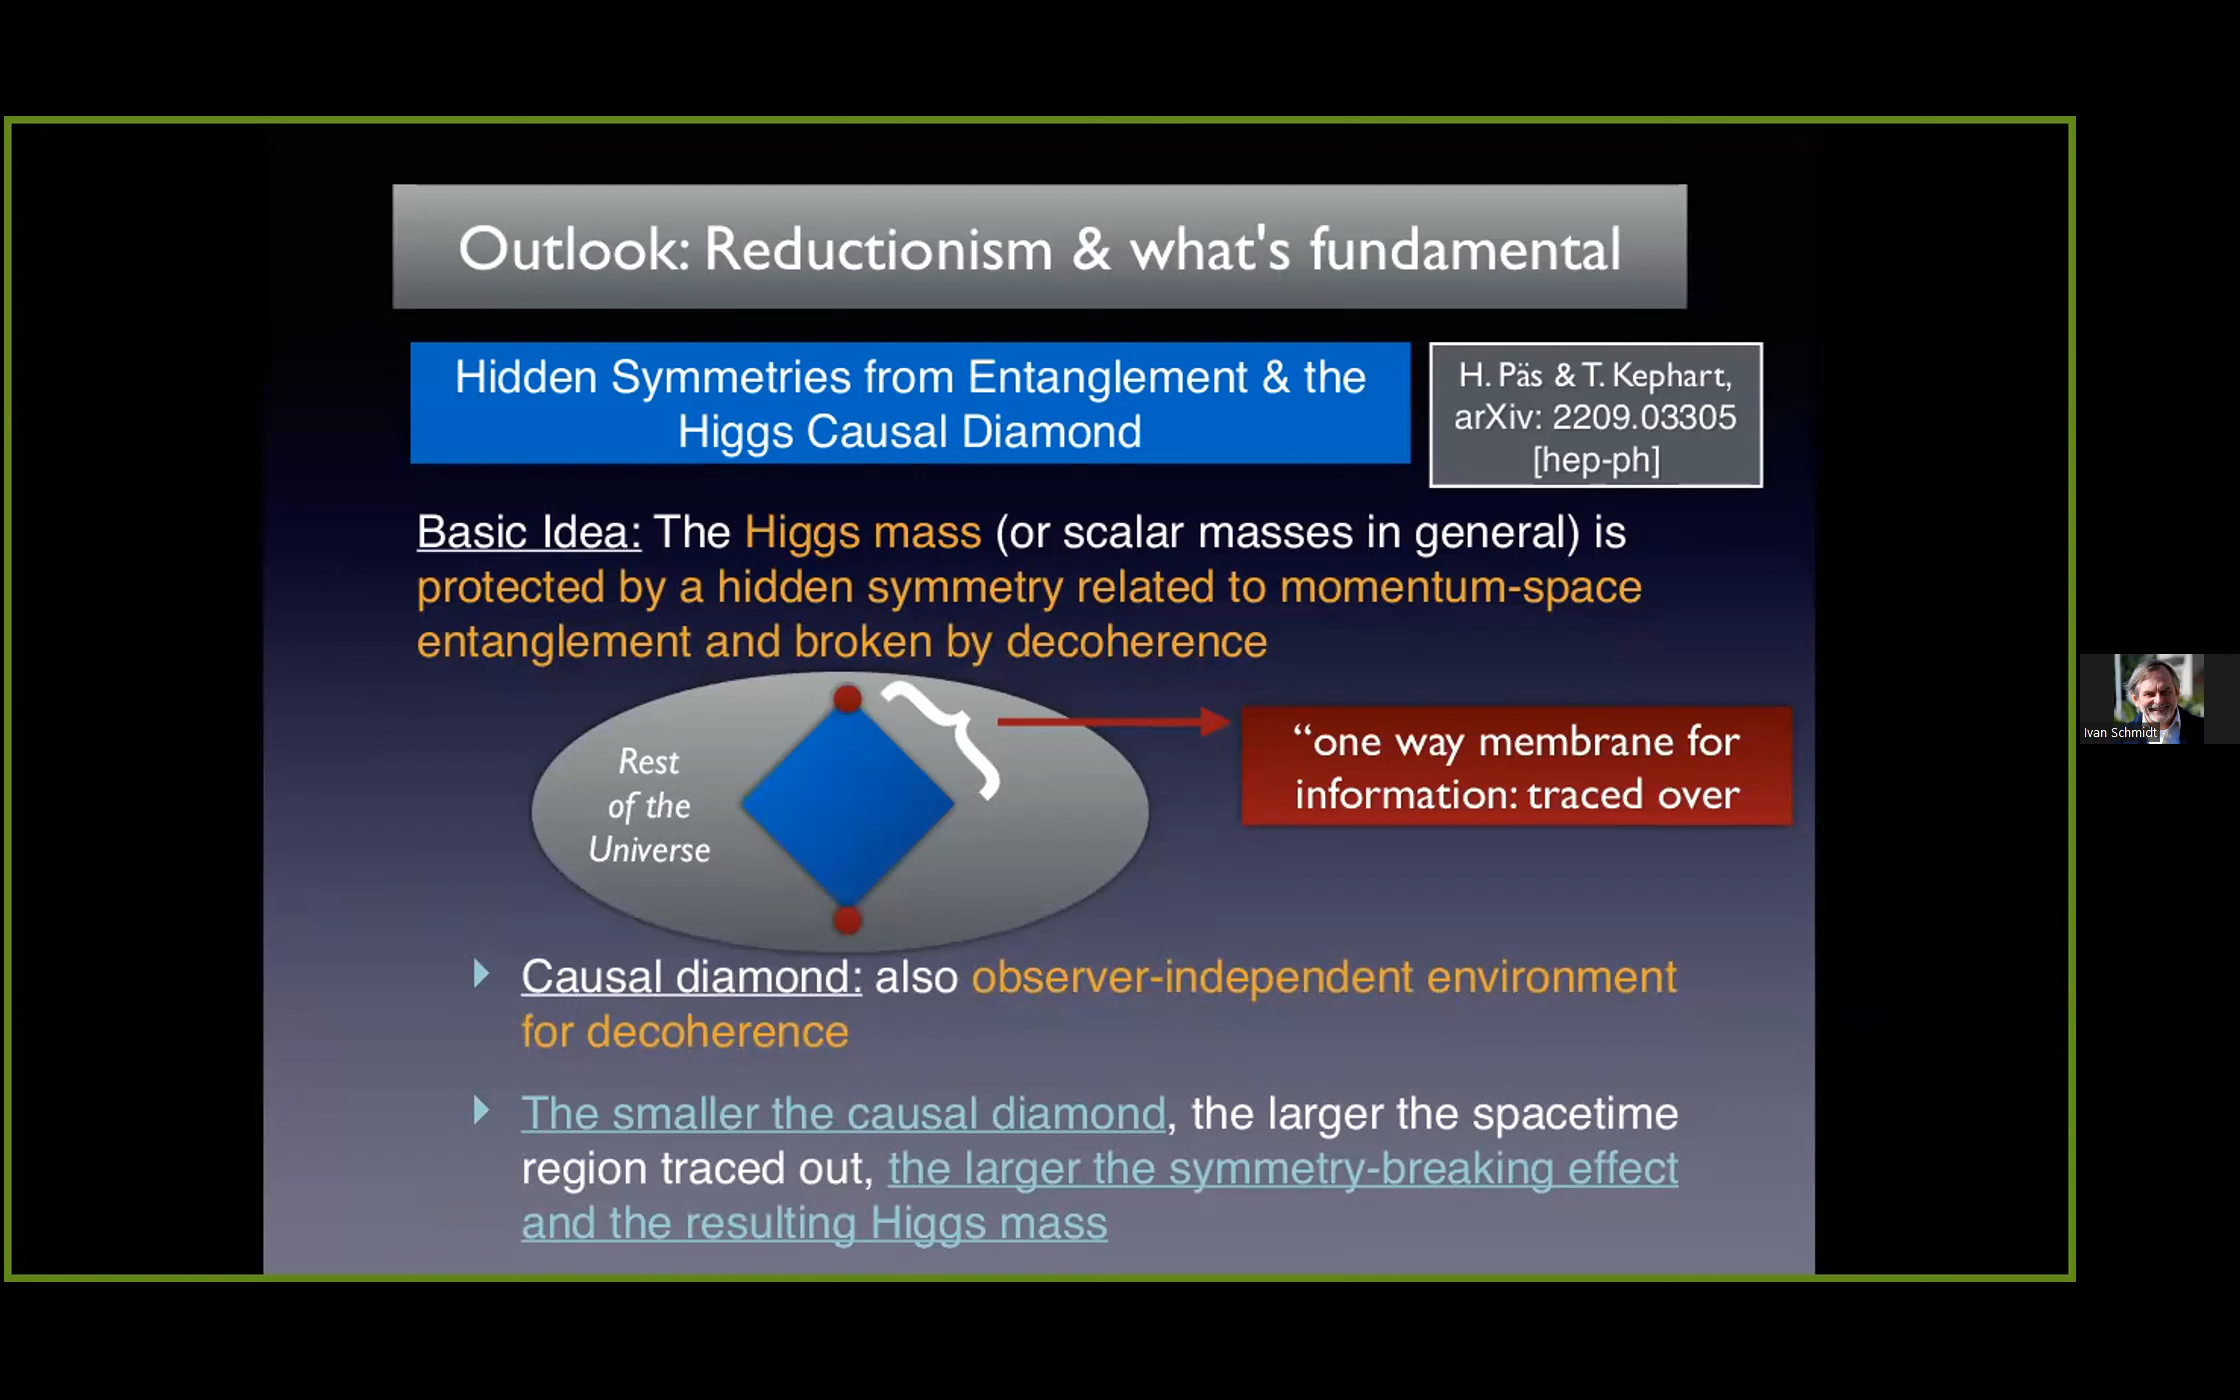 Outlook: Reductionism & what's fundamental
Hidden Symmetries from Entanglement & the
Higgs Causal Diamond
H. Päs & T. Kephart,
arXiv: 2209.03305
[hep-ph]
Basic Idea: The Higgs mass (or scalar masses in general) is
protected by a hidden symmetry related to momentum-space
entanglement and broken by decoherence
Rest
of the
Universe
“one way membrane for
information: traced over
Causal diamond: also observer-independent environment
for decoherence
The smaller the causal diamond, the larger the spacetime
region traced out, the larger the symmetry-breaking effect
and the resulting Higgs mass
Ivan Schmidt